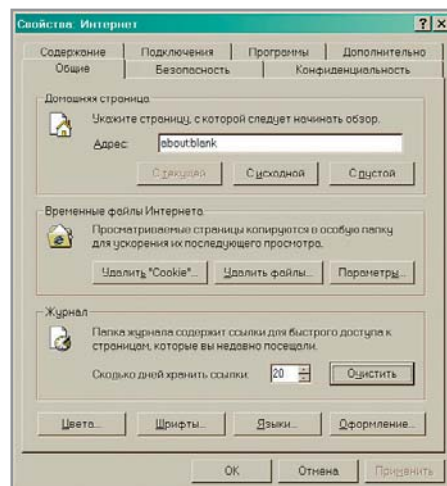 Свойства: Интернет
Содержание Подключения Программы Дополнительно
Общие Безопасность Конфиденциальность
Домашняя страница
Укажите страницу, с которой следует начинать обзор.
Адрес: about:blank
С текущей С исходной С пустой
Временные файлы Интернета
Просматриваемые страницы копируются в особую папку
для ускорения их последующего просмотра.
Удалить "Cookie"... Удалить файлы... Параметры...
Журнал
Папка журнала содержит ссылки для быстрого доступа к
страницам, которые вы недавно посещали.
Сколько дней хранить ссылки: 20 Очистить
Цвета... Шрифты... Языки... Оформление...
ОК Отмена Применить